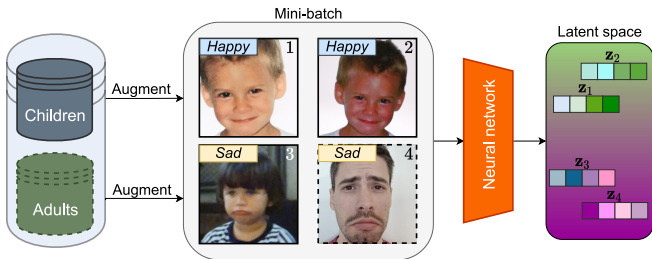 Mini-batch
Latent space
Happy 1
Happy 2
Children
Augment
Sad 3
Sad 4
Adults
Augment
Neural network
z2
z1
z3
z4